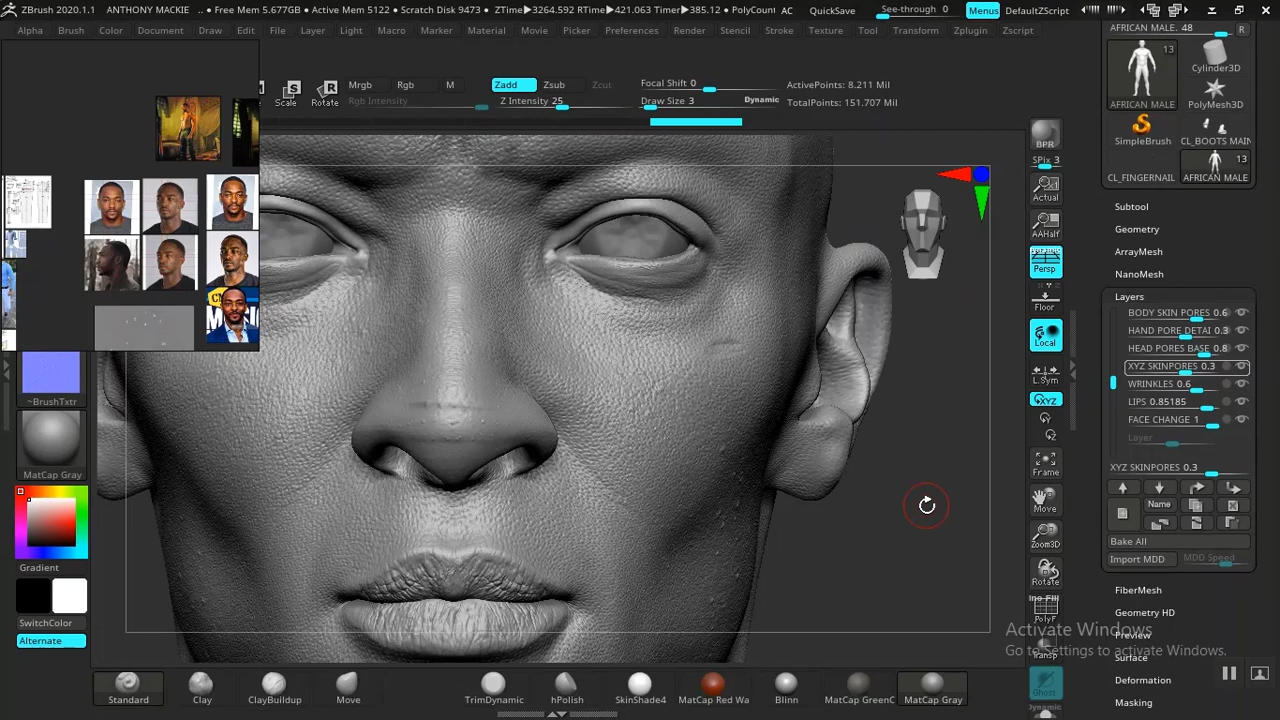 ZBrush 2020.1.1 ANTHONY MACKIE .. • Free Mem 5.677GB • Active Mem 5122 • Scratch Disk 9473 • ZTime▶3264.592 RTime▶421.063 Timer▶385.12 • PolyCount AC QuickSave See-through 0 Menus DefaultZScript
Alpha Brush Color Document Draw Edit File Layer Light Macro Marker Material Movie Picker Preferences Render Stencil Stroke Texture Tool Transform Zplugin Zscript
Scale Rotate
Mrgb Rgb M
Rgb Intensity
Zadd Zsub Zcut
Z Intensity 25
Focal Shift 0
Draw Size 3 Dynamic
ActivePoints: 8.211 Mil
TotalPoints: 151.707 Mil
~BrushTxtr
MatCap Gray
Gradient
SwitchColor
Alternate
BPR
SPix 3
Actual
AAHalf
Persp
Floor
Local
L.Sym
XYZ
Frame
Move
Zoom3D
Rotate
PolyF
Transp
Ghost
Dynamic
AFRICAN MALE. 48 R
13
AFRICAN MALE
Cylinder3D
PolyMesh3D
SimpleBrush
CL_BOOTS MAIN
CL_FINGERNAIL
13
AFRICAN MALE
Subtool
Geometry
ArrayMesh
NanoMesh
Layers
BODY SKIN PORES 0.6
HAND PORE DETAI 0.3
HEAD PORES BASE 0.8
XYZ SKINPORES 0.3
WRINKLES 0.6
LIPS 0.85185
FACE CHANGE 1
Layer
XYZ SKINPORES 0.3
Name
Bake All
Import MDD MDD Speed
FiberMesh
Geometry HD
Preview
Surface
Deformation
Masking
Activate Windows
Go to Settings to activate Windows.
Standard Clay ClayBuildup Move TrimDynamic hPolish SkinShade4 MatCap Red Wa Blinn MatCap GreenC MatCap Gray